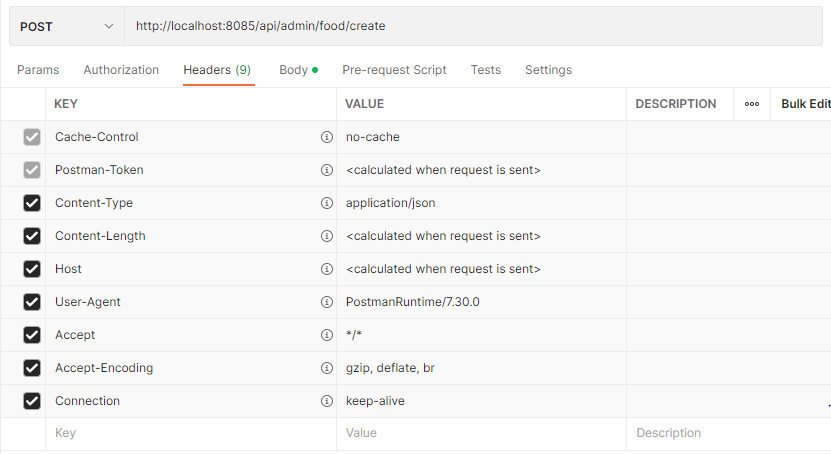 POST http://localhost:8085/api/admin/food/create
Params Authorization Headers (9) Body Pre-request Script Tests Settings
KEY VALUE DESCRIPTION ooo Bulk Edit
Cache-Control no-cache
Postman-Token <calculated when request is sent>
Content-Type application/json
Content-Length <calculated when request is sent>
Host <calculated when request is sent>
User-Agent PostmanRuntime/7.30.0
Accept */*
Accept-Encoding gzip, deflate, br
Connection keep-alive
Key Value Description